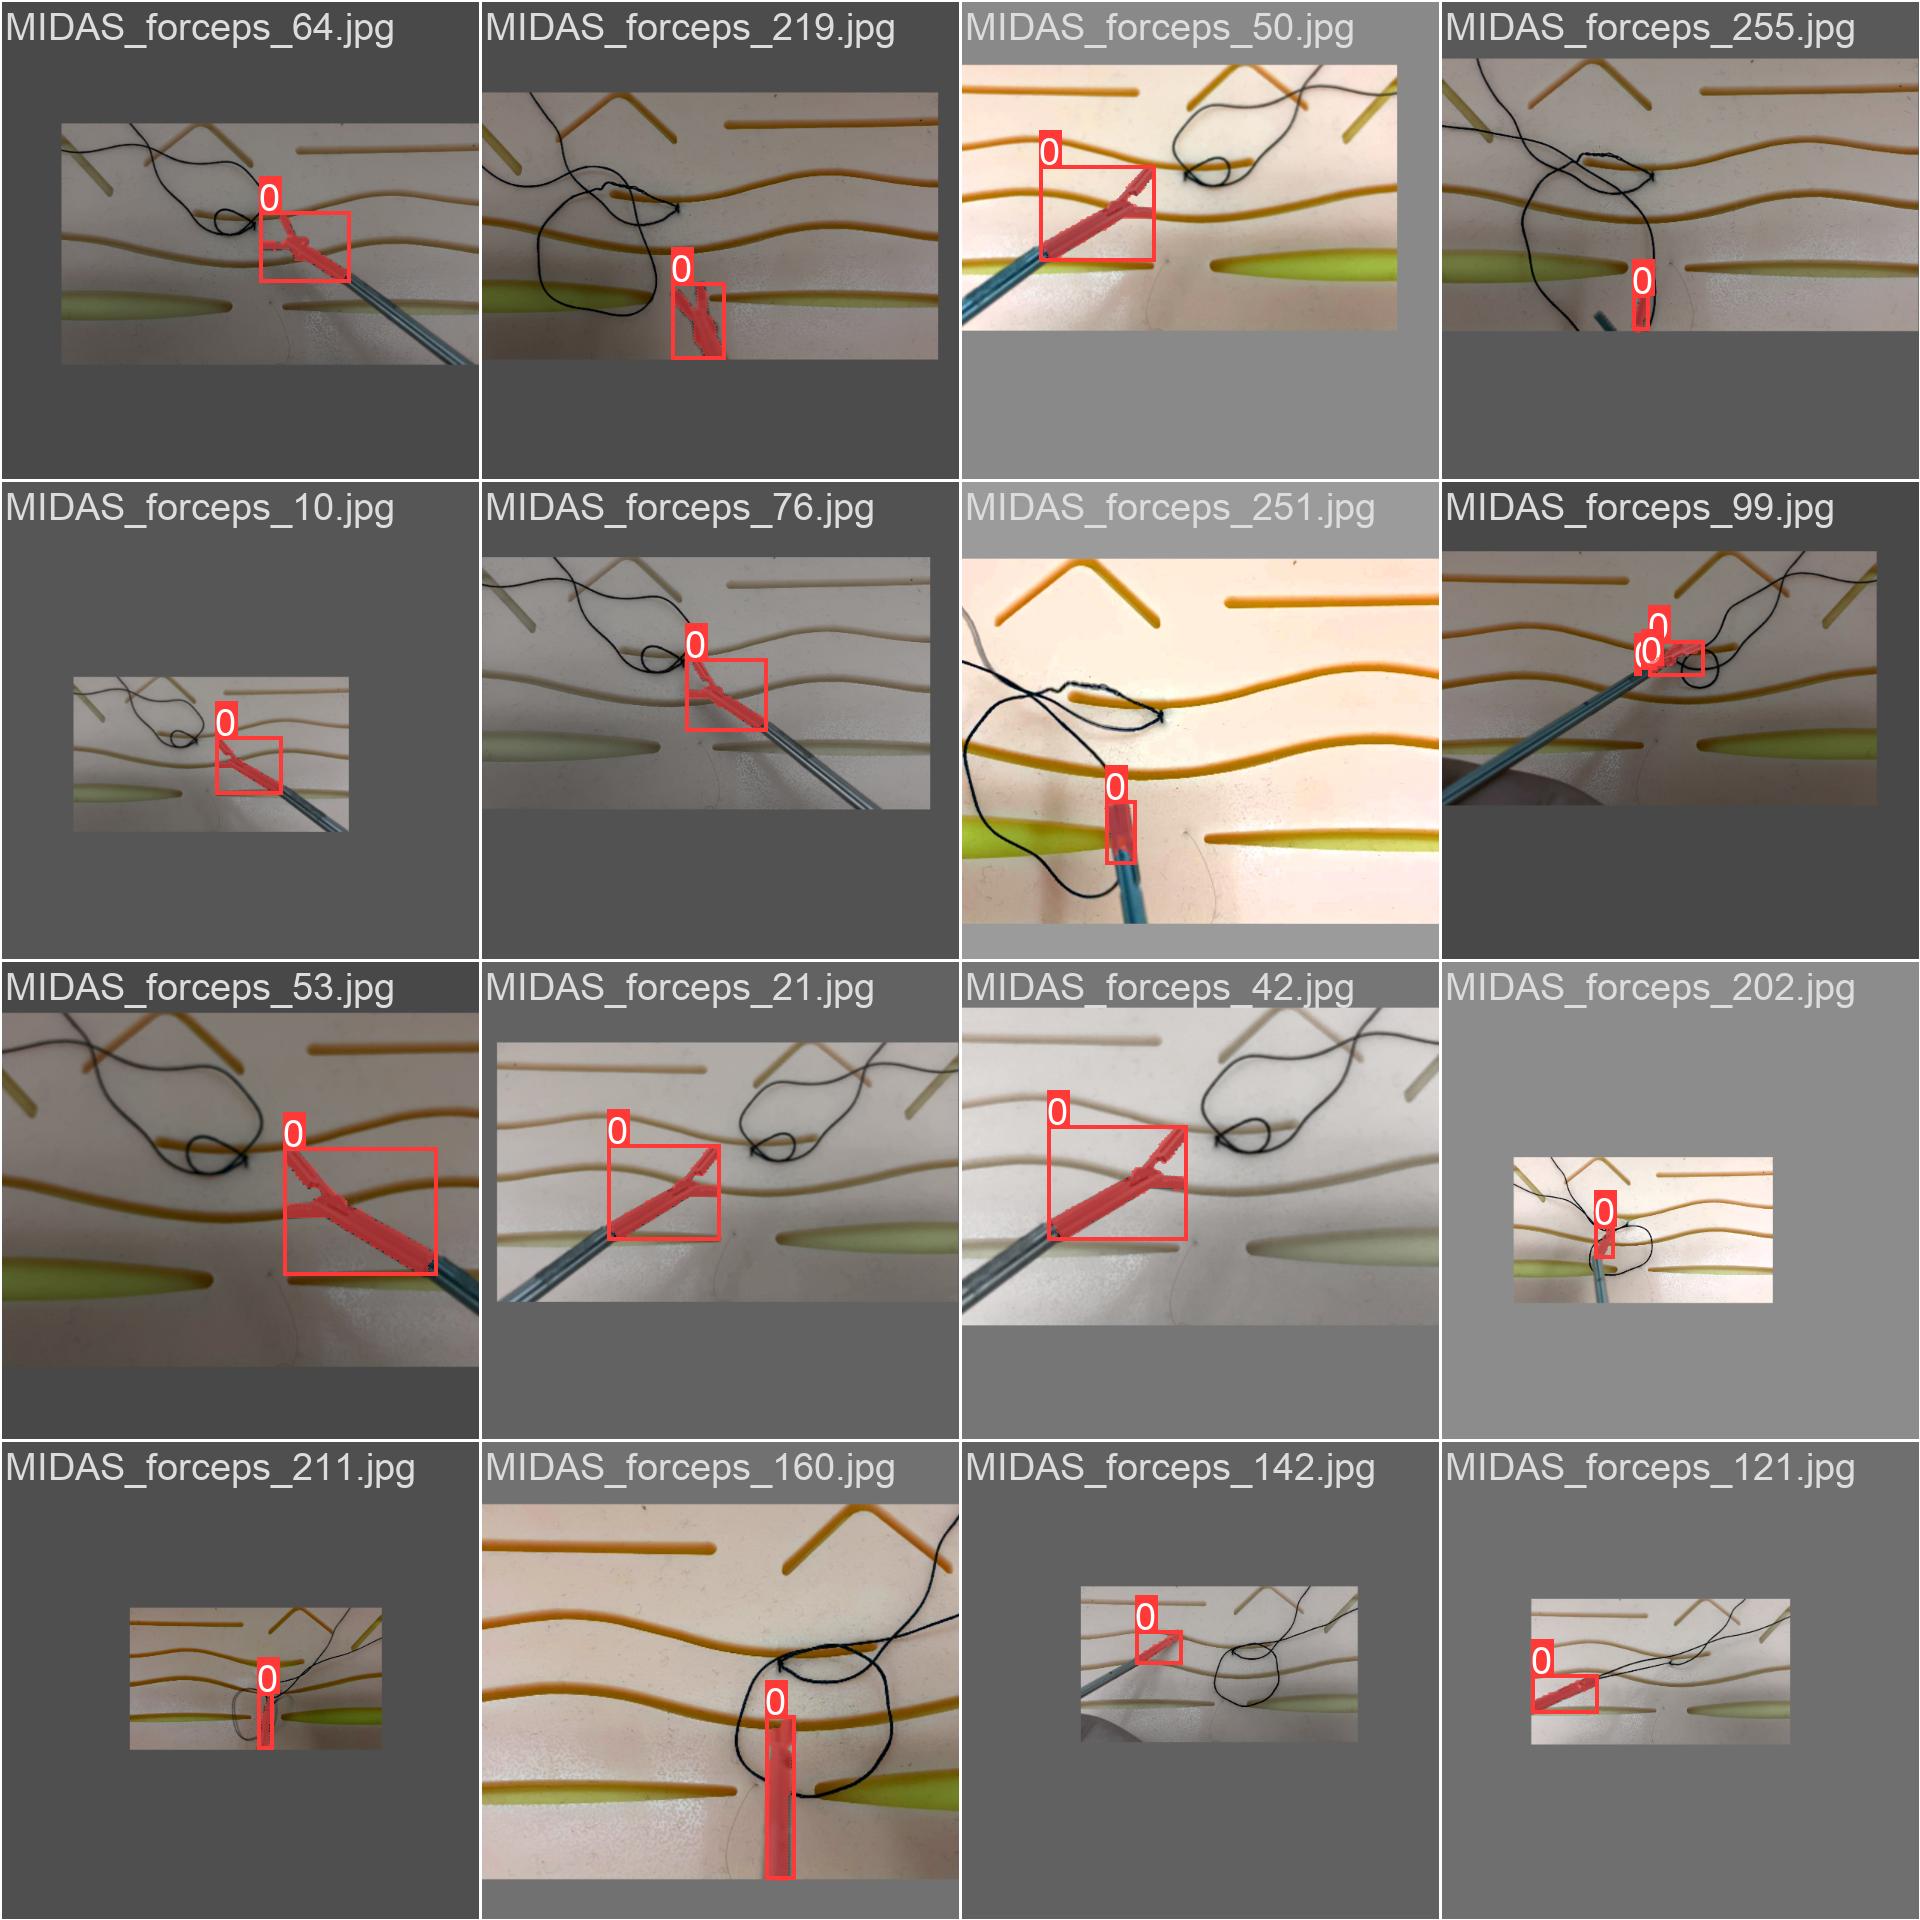 MIDAS_forceps_64.jpg
0
MIDAS_forceps_219.jpg
0
MIDAS_forceps_50.jpg
0
MIDAS_forceps_255.jpg
0
MIDAS_forceps_10.jpg
0
MIDAS_forceps_76.jpg
0
MIDAS_forceps_251.jpg
0
MIDAS_forceps_99.jpg
0
0
0
MIDAS_forceps_53.jpg
0
MIDAS_forceps_21.jpg
0
MIDAS_forceps_42.jpg
0
MIDAS_forceps_202.jpg
0
MIDAS_forceps_211.jpg
0
MIDAS_forceps_160.jpg
0
MIDAS_forceps_142.jpg
0
MIDAS_forceps_121.jpg
0